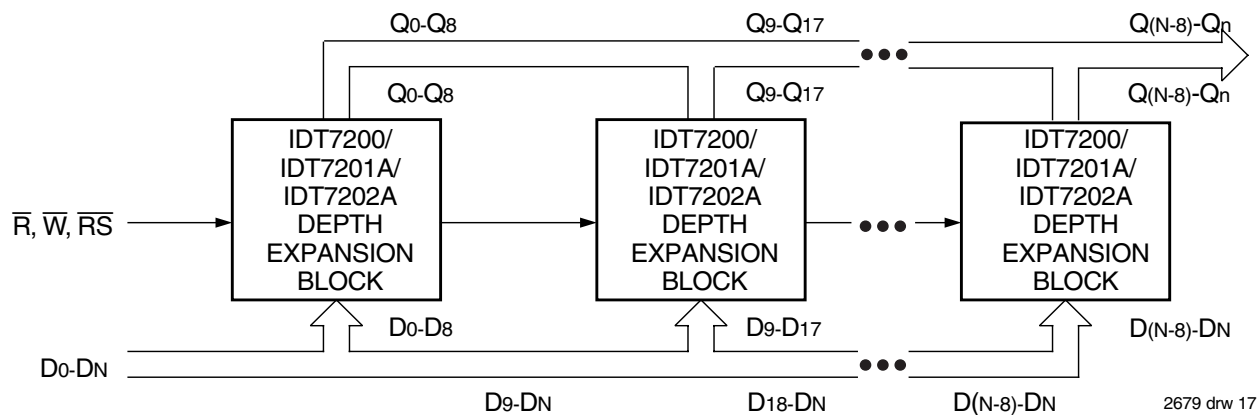 Q0-Q8 Q9-Q17 Q(N-8)-Qn
Q0-Q8 Q9-Q17 Q(N-8)-Qn
IDT7200/
IDT7201A/
IDT7202A
DEPTH
EXPANSION
BLOCK
IDT7200/
IDT7201A/
IDT7202A
DEPTH
EXPANSION
BLOCK
IDT7200/
IDT7201A/
IDT7202A
DEPTH
EXPANSION
BLOCK
R̅, W̅, R̅S̅
D0-D8 D9-D17 D(N-8)-DN
D0-DN
D9-DN D18-DN D(N-8)-DN
2679 drw 17